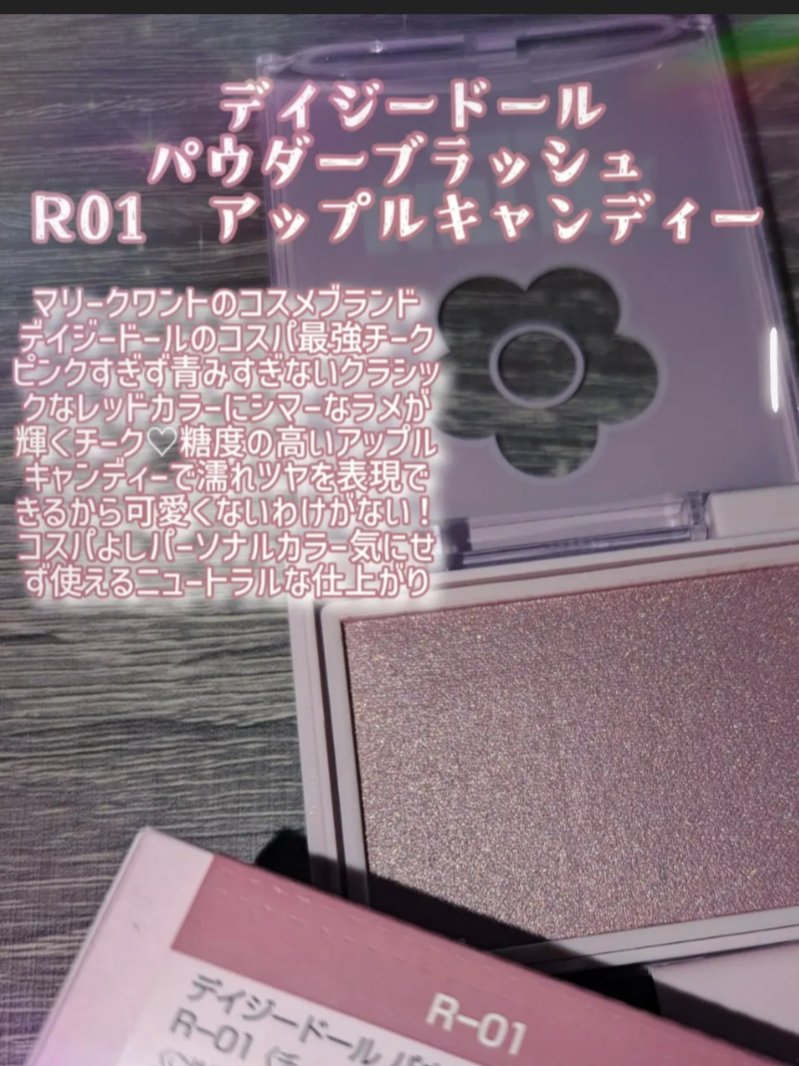 デイジードール
パウダーブラッシュ
R01　アップルキャンディー
マリークワントのコスメブランド
デイジードールのコスパ最強チーク
ピンクすぎず青みすぎないクラシッ
クなレッドカラーにシマーなラメが
輝くチーク♡糖度の高いアップル
キャンディーで濡れツヤを表現で
きるから可愛くないわけがない！
コスパよしパーソナルカラー気にせ
ず使えるニュートラルな仕上がり
R-01
デイジードール パ
R-01 (チ